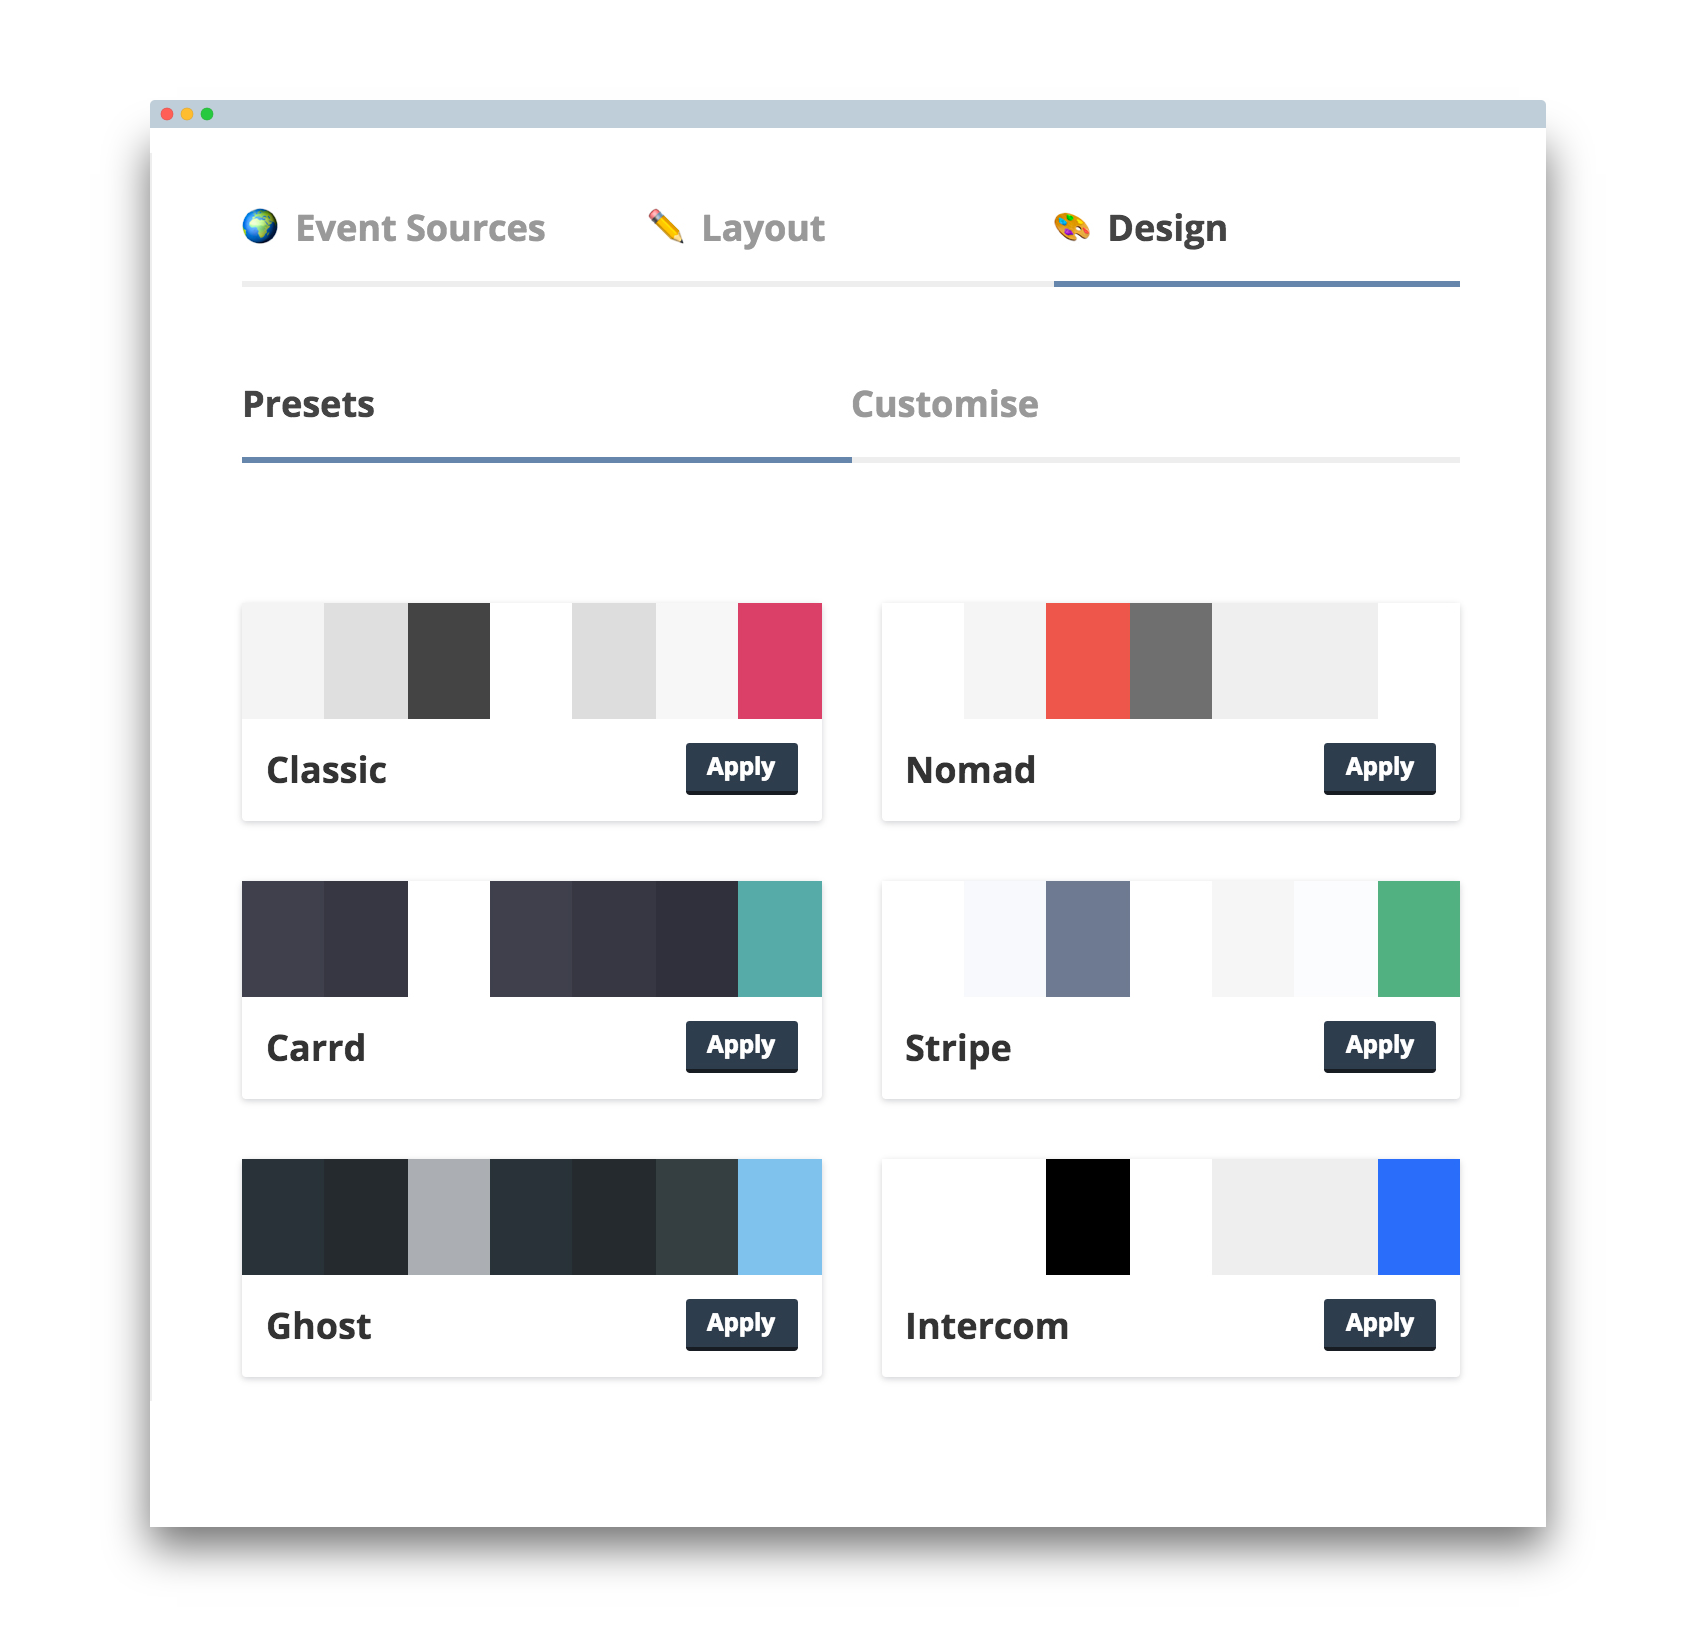 Event Sources
Layout
Design
Presets
Customise
Classic
Apply
Nomad
Apply
Carrd
Apply
Stripe
Apply
Ghost
Apply
Intercom
Apply